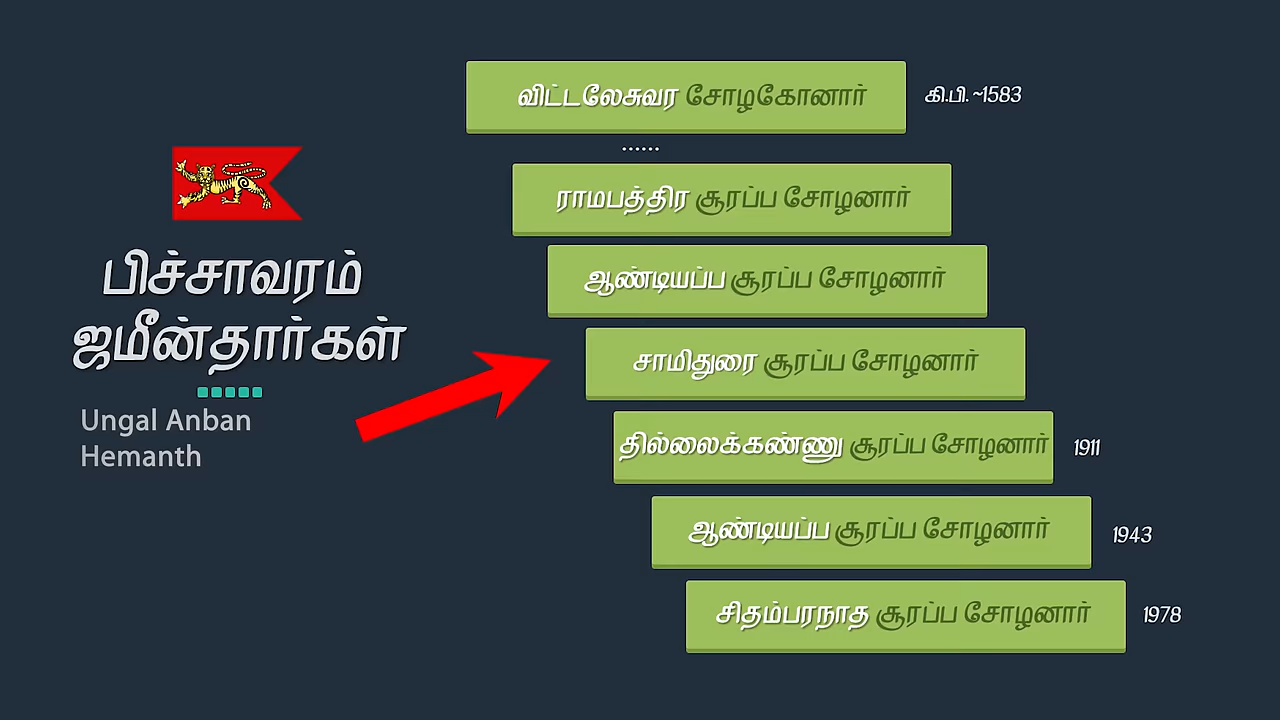 பிச்சாவரம்
ஜமீன்தார்கள்
Ungal Anban
Hemanth
விட்டலேசுவர சோழகோனார் கி.பி. ~1583
......
ராமபத்திர சூரப்ப சோழனார்
ஆண்டியப்ப சூரப்ப சோழனார்
சாமிதுரை சூரப்ப சோழனார்
தில்லைக்கண்ணு சூரப்ப சோழனார் 1911
ஆண்டியப்ப சூரப்ப சோழனார் 1943
சிதம்பரநாத சூரப்ப சோழனார் 1978